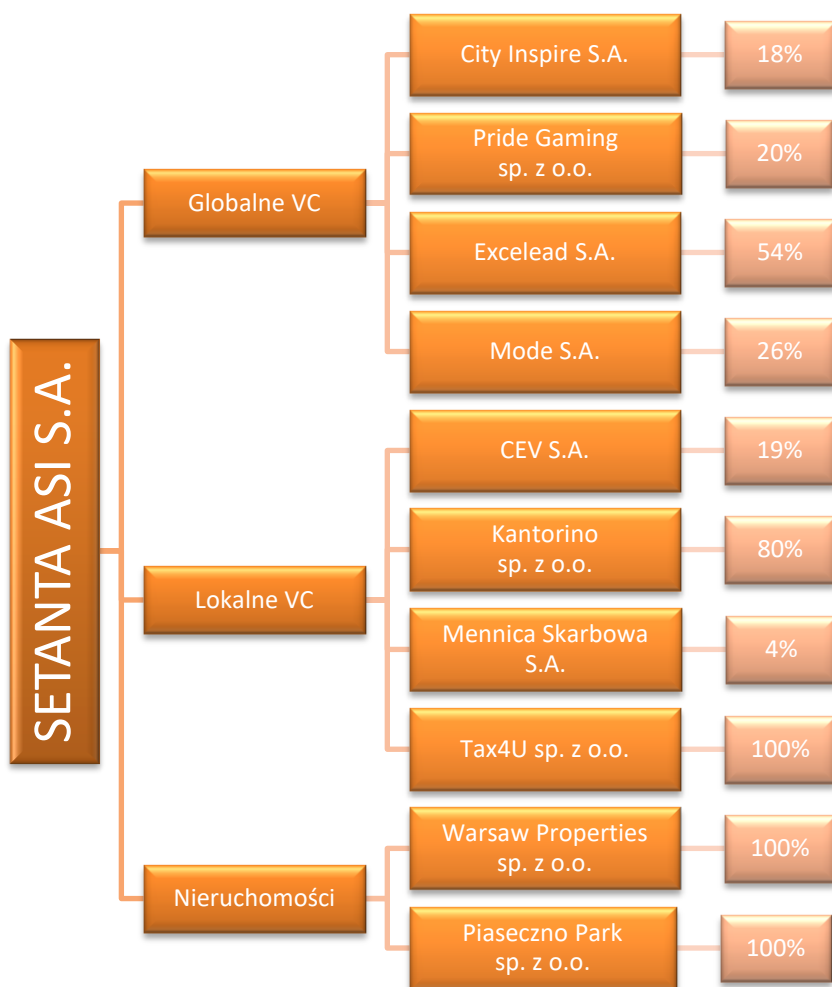 SETANTA ASI S.A.
Globalne VC
City Inspire S.A.
18%
Pride Gaming
sp. z o.o.
20%
Excelead S.A.
54%
Mode S.A.
26%
Lokalne VC
CEV S.A.
19%
Kantorino
sp. z o.o.
80%
Mennica Skarbowa
S.A.
4%
Tax4U sp. z o.o.
100%
Nieruchomości
Warsaw Properties
sp. z o.o.
100%
Piaseczno Park
sp. z o.o.
100%